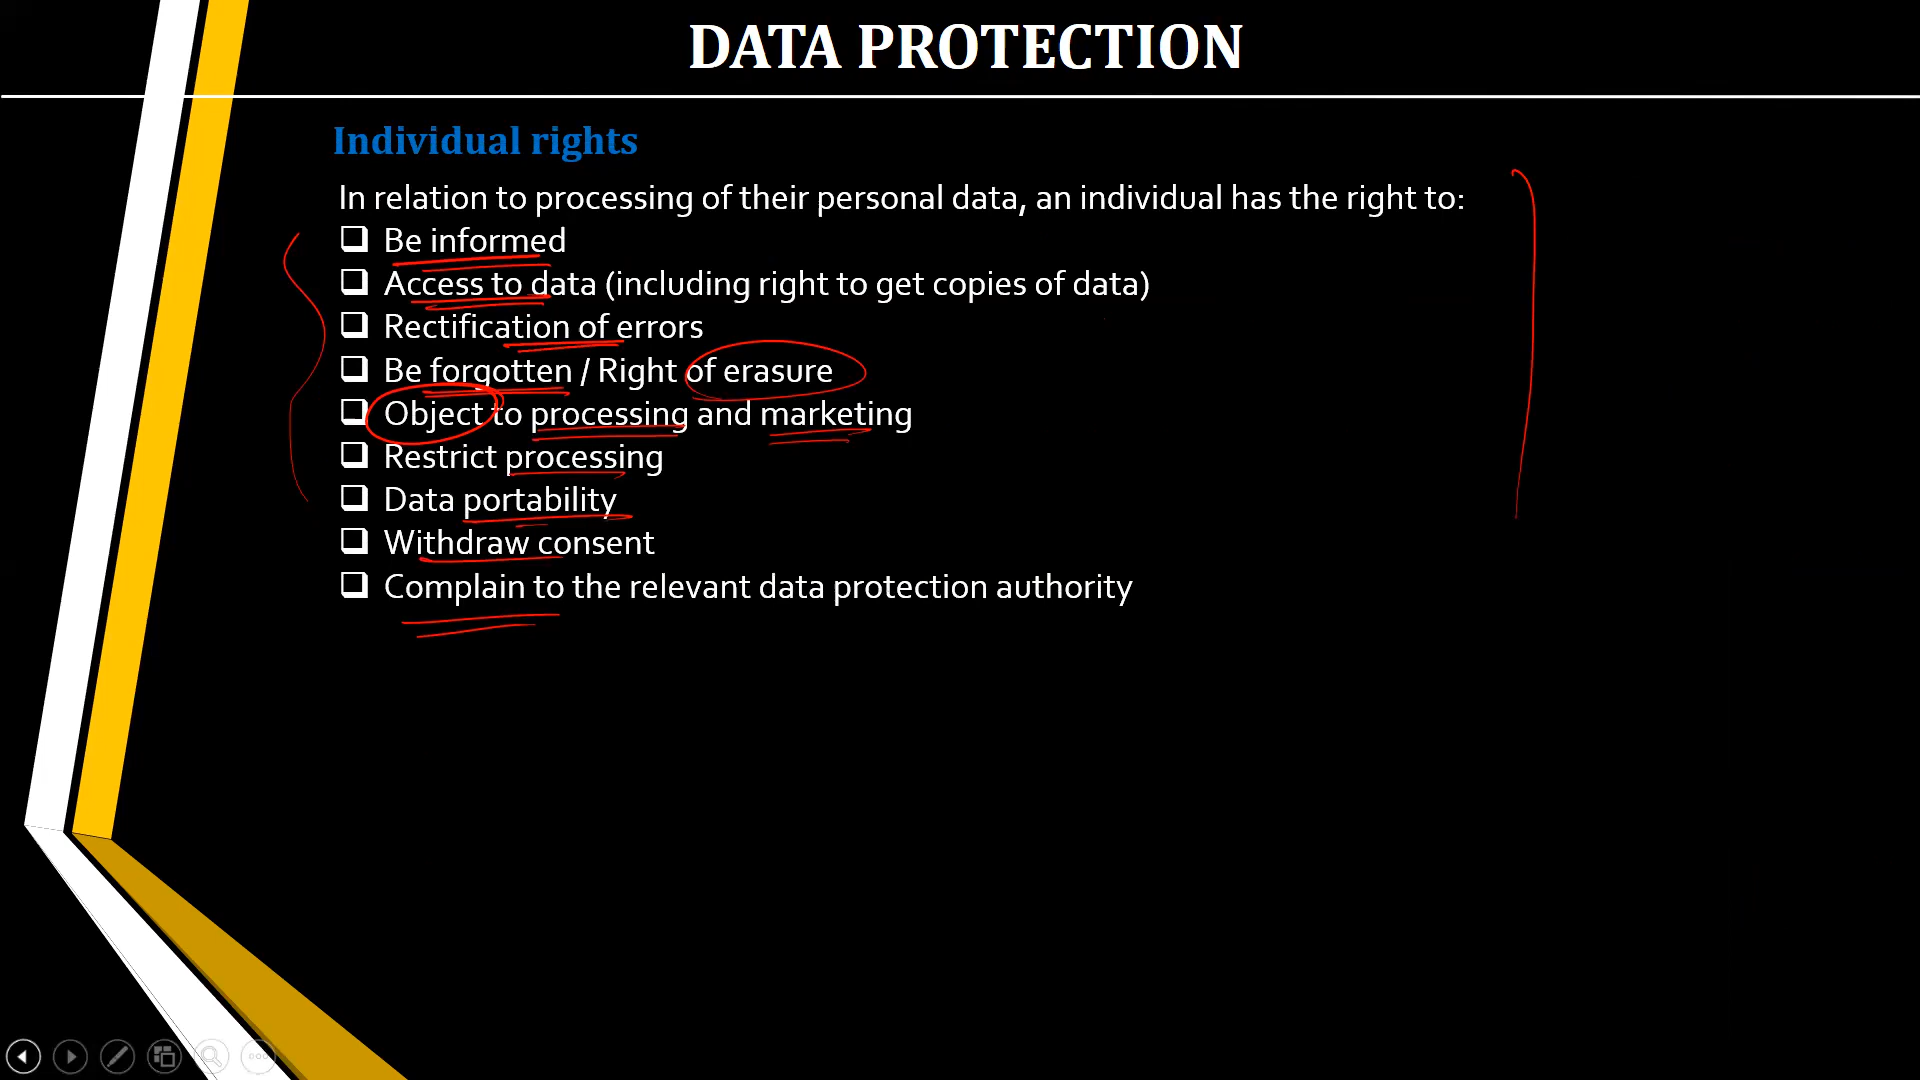 DATA PROTECTION
Individual rights
In relation to processing of their personal data, an individual has the right to:
Be informed
Access to data (including right to get copies of data)
Rectification of errors
Be forgotten / Right of erasure
Object to processing and marketing
Restrict processing
Data portability
Withdraw consent
Complain to the relevant data protection authority